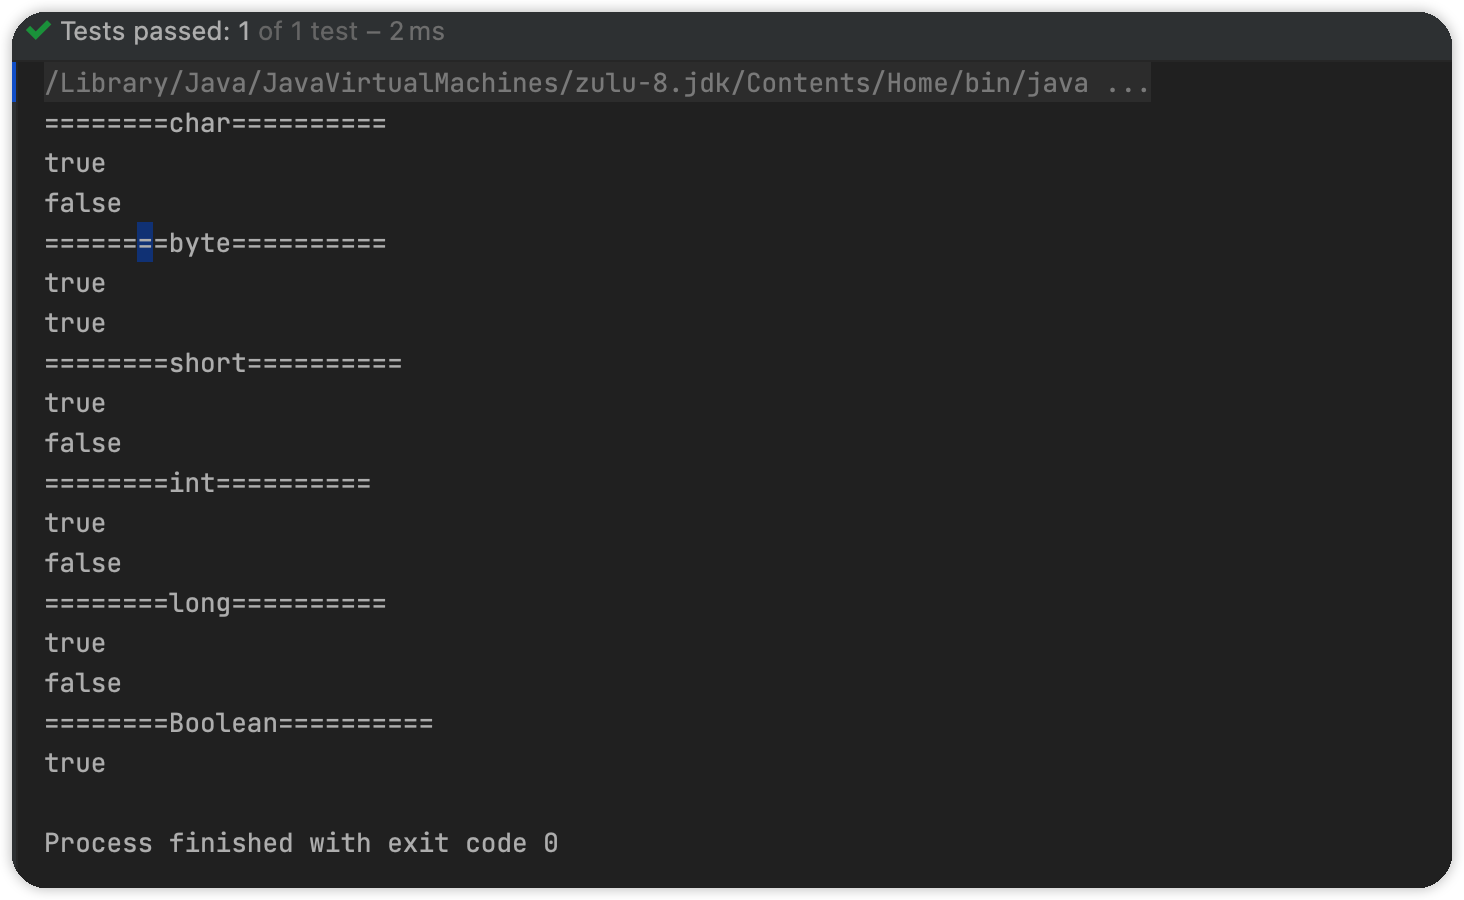 Tests passed: 1 of 1 test – 2 ms
/Library/Java/JavaVirtualMachines/zulu-8.jdk/Contents/Home/bin/java ...
========char==========
true
false
========byte==========
true
true
========short==========
true
false
========int==========
true
false
========long==========
true
false
========Boolean==========
true
Process finished with exit code 0